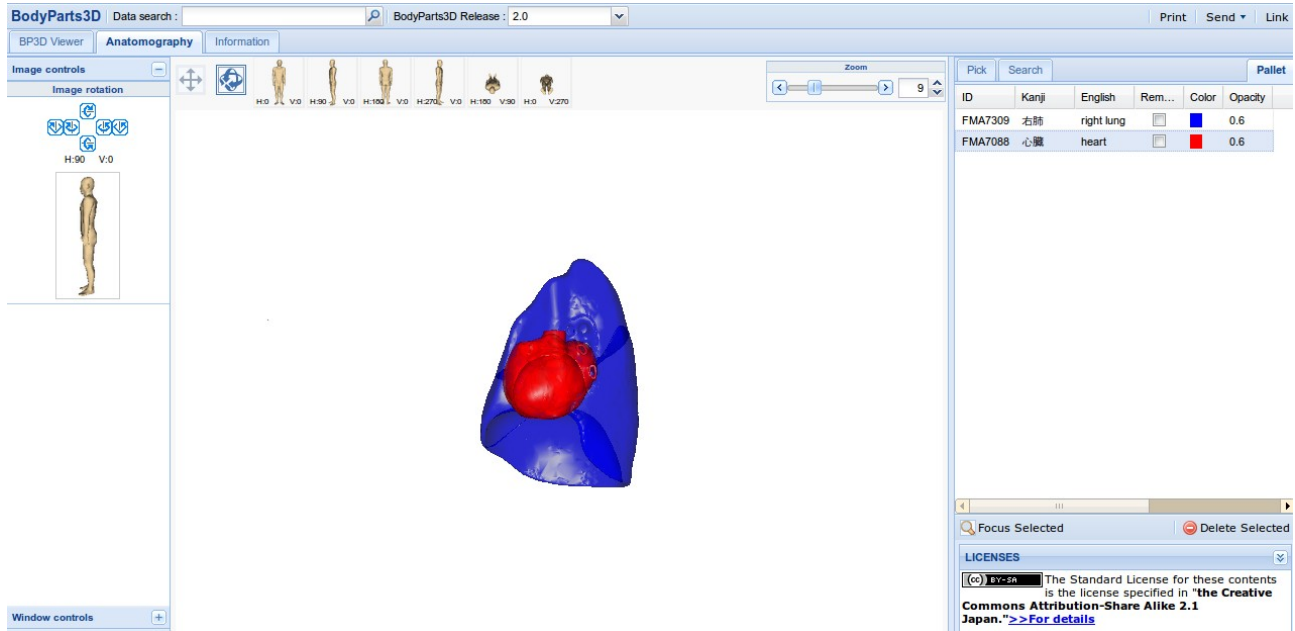 BodyParts3D Data search : BodyParts3D Release : 2.0 Print Send Link
BP3D Viewer Anatomography Information
Image controls
Image rotation
H:90 V:0
H:0 V:0 H:90 V:0 H:180 V:0 H:270 V:0 H:180 V:90 H:0 V:270
Zoom
9
Pick Search Pallet
ID Kanji English Rem... Color Opacity
FMA7309 右肺 right lung 0.6
FMA7088 心臓 heart 0.6
Focus Selected Delete Selected
LICENSES
(cc) BY-SA The Standard License for these contents
is the license specified in "the Creative
Commons Attribution-Share Alike 2.1
Japan.">>For details
Window controls